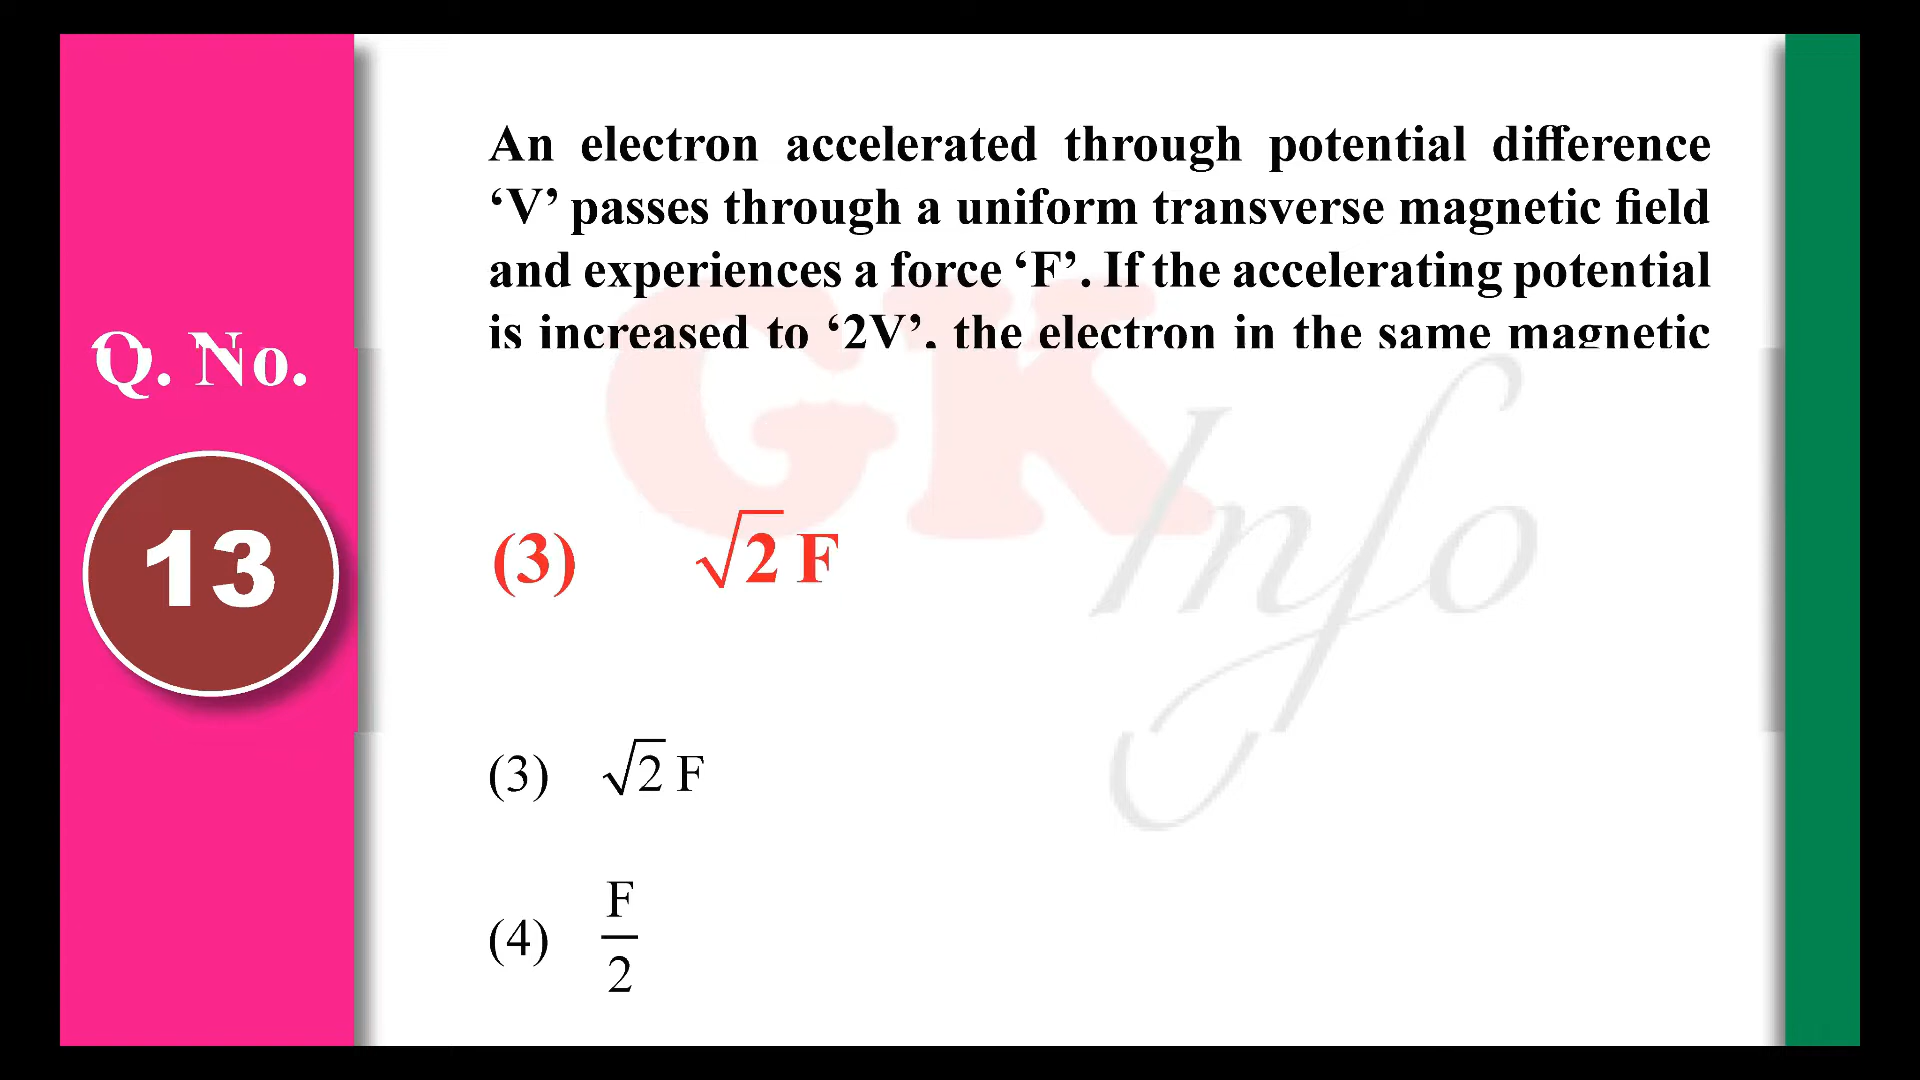 An electron accelerated through potential difference
‘V’ passes through a uniform transverse magnetic field
and experiences a force ‘F’. If the accelerating potential
is increased to ‘2V’, the electron in the same magnetic
Q. No.
13
GK
Info
(3) √2 F
(3) √2 F
(4) F/2